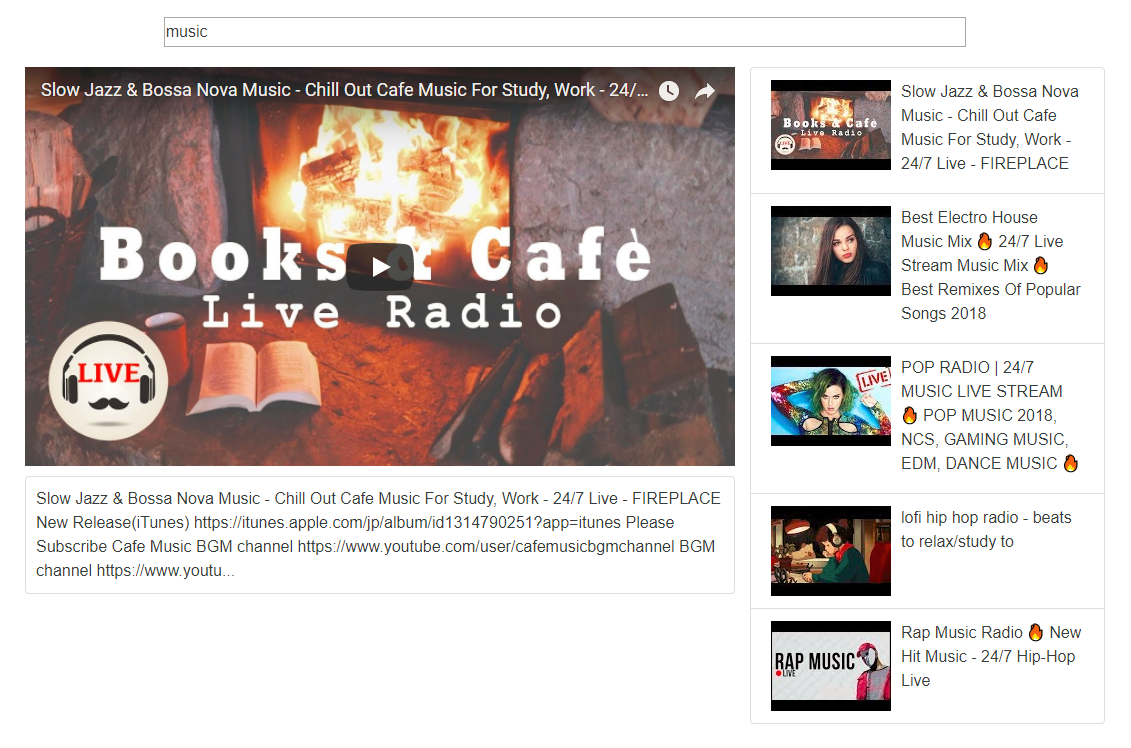 music
Slow Jazz & Bossa Nova Music - Chill Out Cafe Music For Study, Work - 24/...
Books & Cafè
Live Radio
LIVE
Slow Jazz & Bossa Nova Music - Chill Out Cafe Music For Study, Work - 24/7 Live - FIREPLACE
New Release(iTunes) https://itunes.apple.com/jp/album/id1314790251?app=itunes Please
Subscribe Cafe Music BGM channel https://www.youtube.com/user/cafemusicbgmchannel BGM
channel https://www.youtu...
Books & Cafè
Live Radio
Slow Jazz & Bossa Nova
Music - Chill Out Cafe
Music For Study, Work -
24/7 Live - FIREPLACE
Best Electro House
Music Mix 🔥 24/7 Live
Stream Music Mix 🔥
Best Remixes Of Popular
Songs 2018
LIVE
POP RADIO | 24/7
MUSIC LIVE STREAM
🔥 POP MUSIC 2018,
NCS, GAMING MUSIC,
EDM, DANCE MUSIC 🔥
lofi hip hop radio - beats
to relax/study to
RAP MUSIC
LIVE
Rap Music Radio 🔥 New
Hit Music - 24/7 Hip-Hop
Live